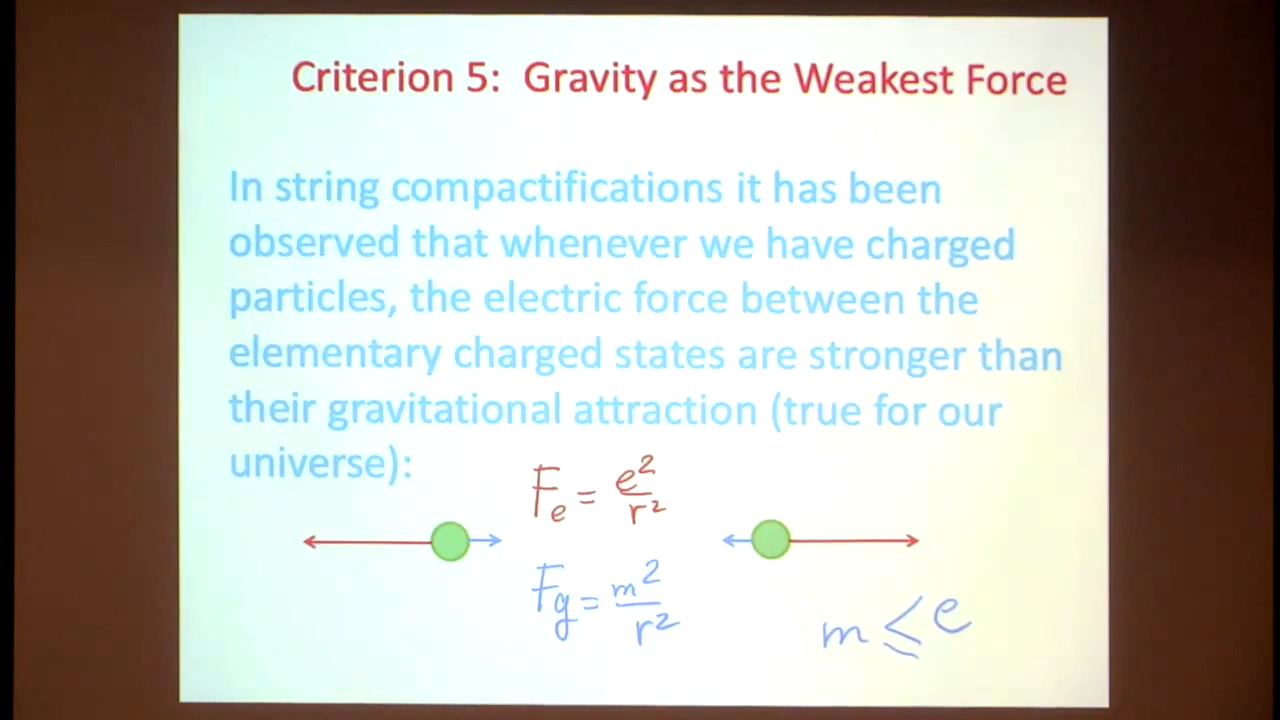 Criterion 5: Gravity as the Weakest Force
In string compactifications it has been
observed that whenever we have charged
particles, the electric force between the
elementary charged states are stronger than
their gravitational attraction (true for our
universe):
Fₑ = e²/r²
F_g = m²/r²
m ≤ e